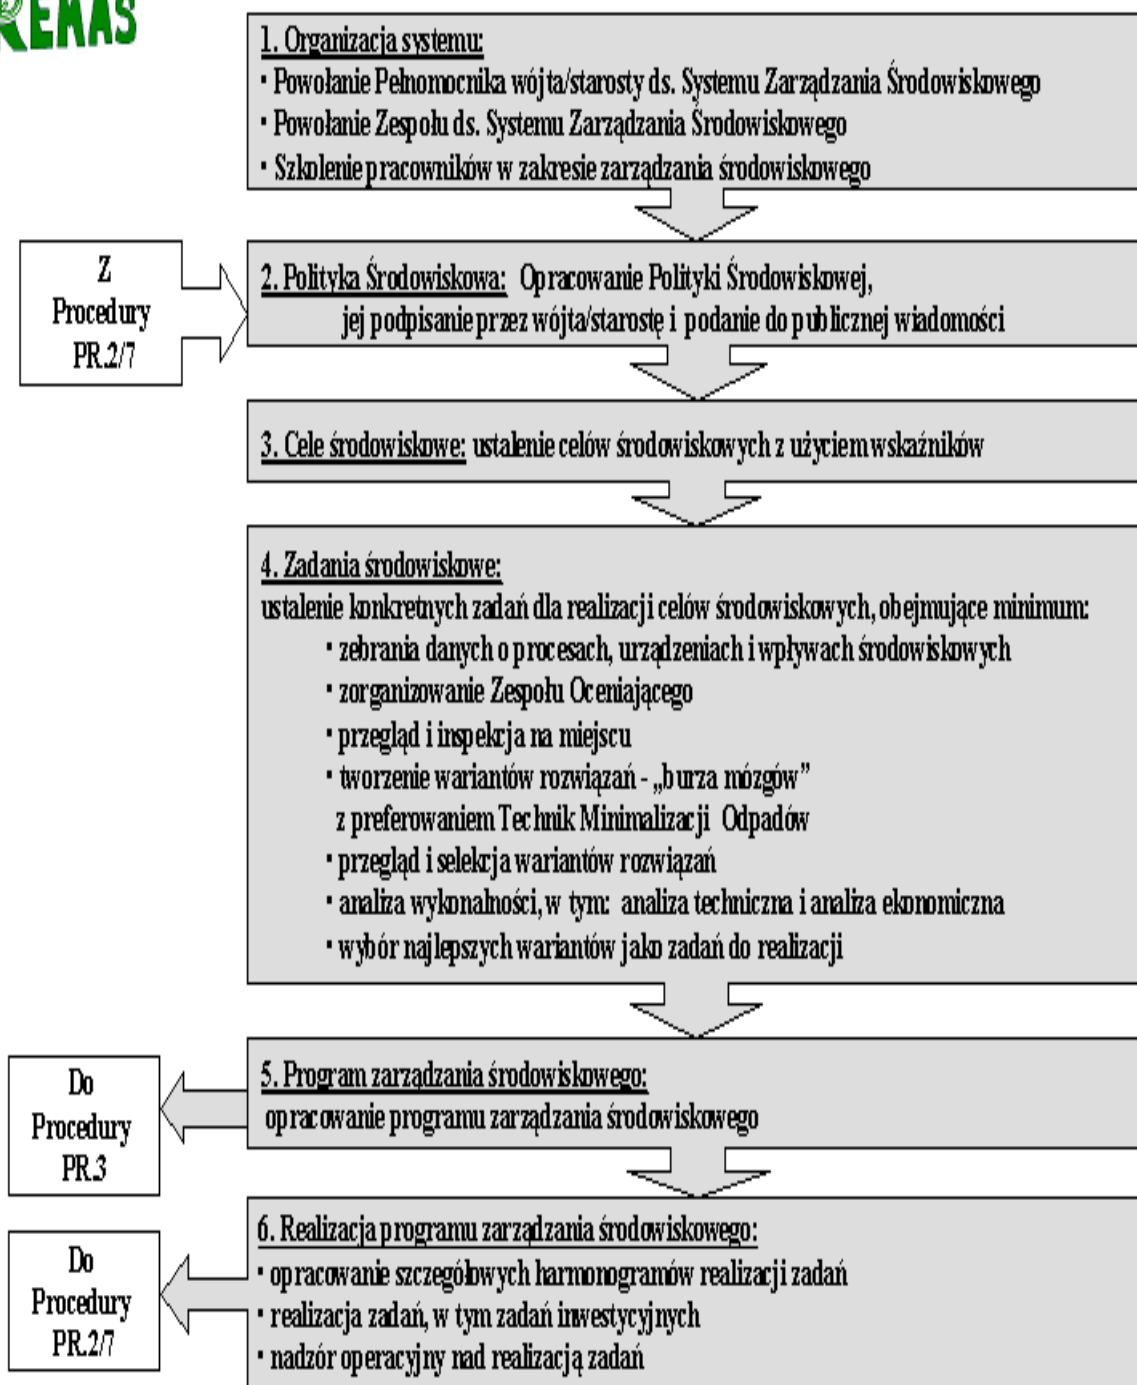 REMAS
1. Organizacja systemu:
· Powołanie Pełnomocnika wójta/starosty ds. Systemu Zarządzania Środowiskowego
· Powołanie Zespołu ds. Systemu Zarządzania Środowiskowego
· Szkolenie pracowników w zakresie zarządzania środowiskowego
Z
Procedury
PR.2/7
2. Polityka Środowiskowa: Opracowanie Polityki Środowiskowej,
jej podpisanie przez wójta/starostę i podanie do publicznej wiadomości
3. Cele środowiskowe: ustalenie celów środowiskowych z użyciem wskaźników
4. Zadania środowiskowe:
ustalenie konkretnych zadań dla realizacji celów środowiskowych, obejmujące minimum:
· zebrania danych o procesach, urządzeniach i wpływach środowiskowych
· zorganizowanie Zespołu Oceniającego
· przegląd i inspekcja na miejscu
· tworzenie wariantów rozwiązań - „burza mózgów”
z preferowaniem Technik Minimalizacji Odpadów
· przegląd i selekcja wariantów rozwiązań
· analiza wykonalności, w tym: analiza techniczna i analiza ekonomiczna
· wybór najlepszych wariantów jako zadań do realizacji
Do
Procedury
PR.3
5. Program zarządzania środowiskowego:
opracowanie programu zarządzania środowiskowego
Do
Procedury
PR.2/7
6. Realizacja programu zarządzania środowiskowego:
· opracowanie szczegółowych harmonogramów realizacji zadań
· realizacja zadań, w tym zadań inwestycyjnych
· nadzór operacyjny nad realizacją zadań